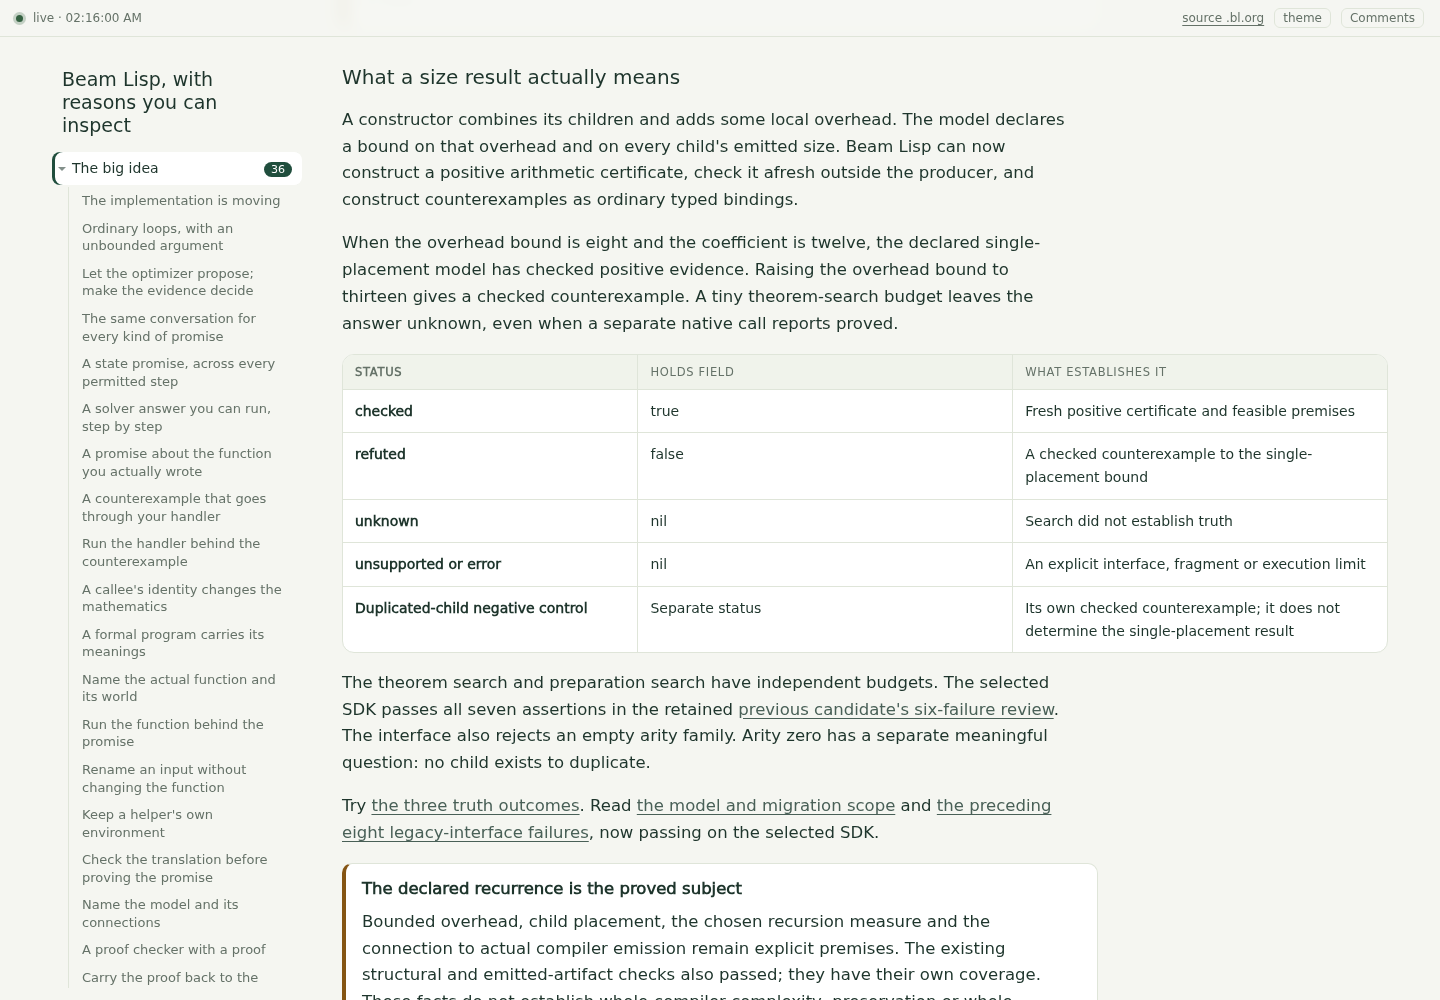 live · 02:16:00 AM
source .bl.org
theme
Comments
Beam Lisp, with
reasons you can
inspect
The big idea
36
The implementation is moving
Ordinary loops, with an
unbounded argument
Let the optimizer propose;
make the evidence decide
The same conversation for
every kind of promise
A state promise, across every
permitted step
A solver answer you can run,
step by step
A promise about the function
you actually wrote
A counterexample that goes
through your handler
Run the handler behind the
counterexample
A callee's identity changes the
mathematics
A formal program carries its
meanings
Name the actual function and
its world
Run the function behind the
promise
Rename an input without
changing the function
Keep a helper's own
environment
Check the translation before
proving the promise
Name the model and its
connections
A proof checker with a proof
Carry the proof back to the
What a size result actually means
A constructor combines its children and adds some local overhead. The model declares
a bound on that overhead and on every child's emitted size. Beam Lisp can now
construct a positive arithmetic certificate, check it afresh outside the producer, and
construct counterexamples as ordinary typed bindings.
When the overhead bound is eight and the coefficient is twelve, the declared single-
placement model has checked positive evidence. Raising the overhead bound to
thirteen gives a checked counterexample. A tiny theorem-search budget leaves the
answer unknown, even when a separate native call reports proved.
STATUS
HOLDS FIELD
WHAT ESTABLISHES IT
checked
true
Fresh positive certificate and feasible premises
refuted
false
A checked counterexample to the single-
placement bound
unknown
nil
Search did not establish truth
unsupported or error
nil
An explicit interface, fragment or execution limit
Duplicated-child negative control
Separate status
Its own checked counterexample; it does not
determine the single-placement result
The theorem search and preparation search have independent budgets. The selected
SDK passes all seven assertions in the retained previous candidate's six-failure review.
The interface also rejects an empty arity family. Arity zero has a separate meaningful
question: no child exists to duplicate.
Try the three truth outcomes. Read the model and migration scope and the preceding
eight legacy-interface failures, now passing on the selected SDK.
The declared recurrence is the proved subject
Bounded overhead, child placement, the chosen recursion measure and the
connection to actual compiler emission remain explicit premises. The existing
structural and emitted-artifact checks also passed; they have their own coverage.
These facts do not establish whole-compiler complexity, preservation or whole-